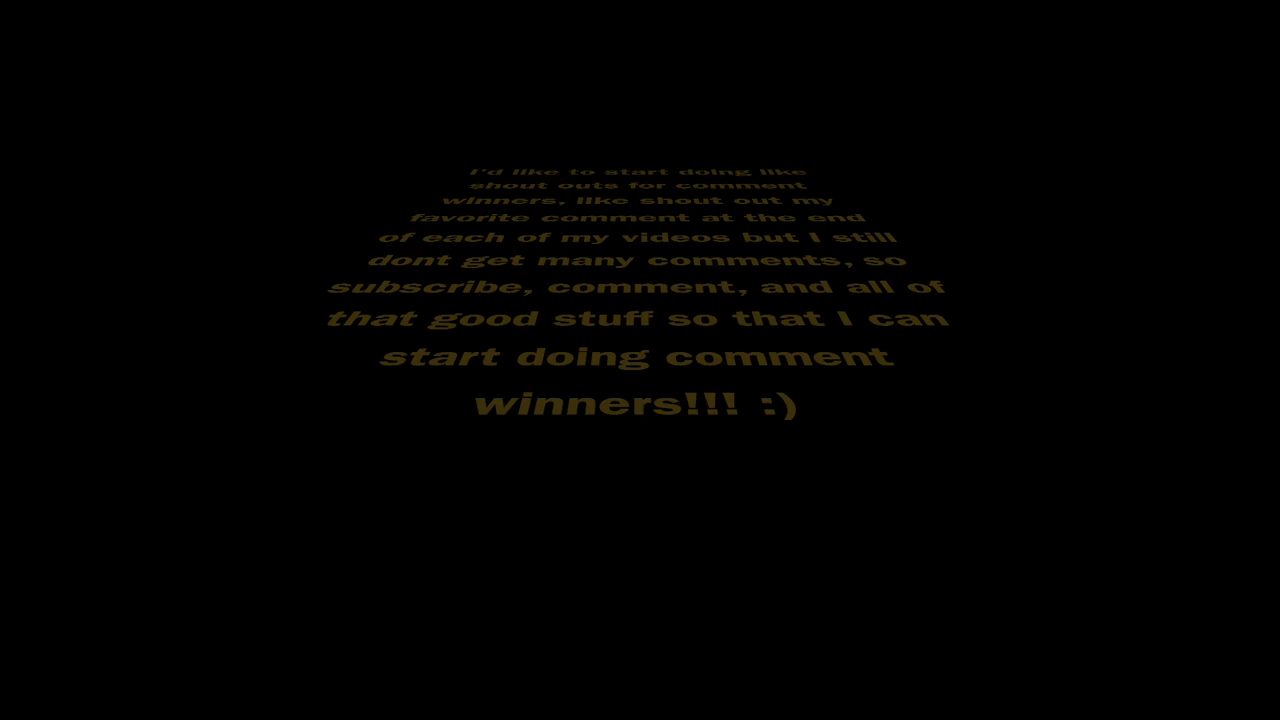 I'd like to start doing like
shout outs for comment
winners, like shout out my
favorite comment at the end
of each of my videos but I still
dont get many comments, so
subscribe, comment, and all of
that good stuff so that I can
start doing comment
winners!!! :)